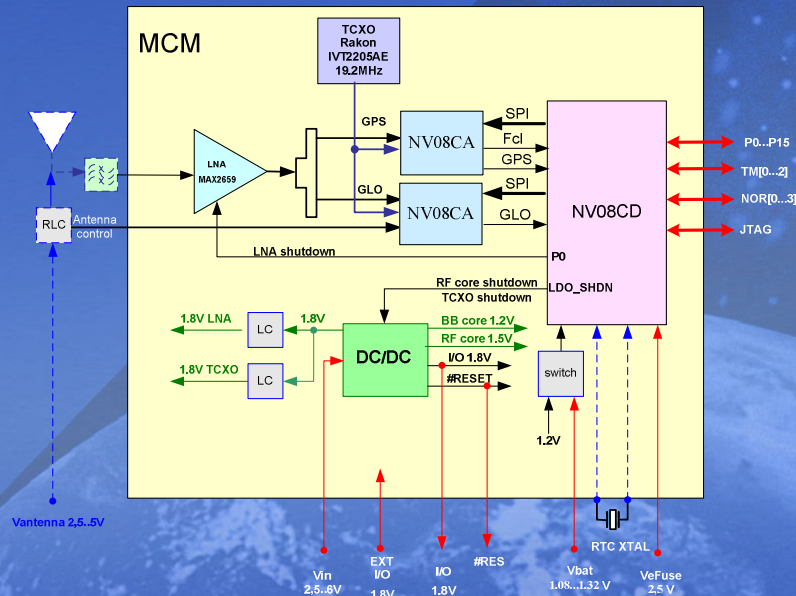 MCM
TCXO
Rakon
IVT2205AE
19.2MHz
GPS
NV08CA
SPI
Fcl
GPS
LNA
MAX2659
GLO
NV08CA
SPI
GLO
NV08CD
P0...P15
TM[0...2]
NOR[0...3]
JTAG
RLC
Antenna
control
LNA shutdown
P0
RF core shutdown
TCXO shutdown
LDO_SHDN
1.8V LNA
LC
1.8V
DC/DC
BB core 1.2V
RF core 1.5V
I/O 1.8V
#RESET
1.8V TCXO
LC
switch
1.2V
Vantenna 2,5..5V
RTC XTAL
Vin
2,5..6V
EXT
I/O
1.8V
I/O
1.8V
#RES
Vbat
1.08...1.32 V
VeFuse
2,5 V